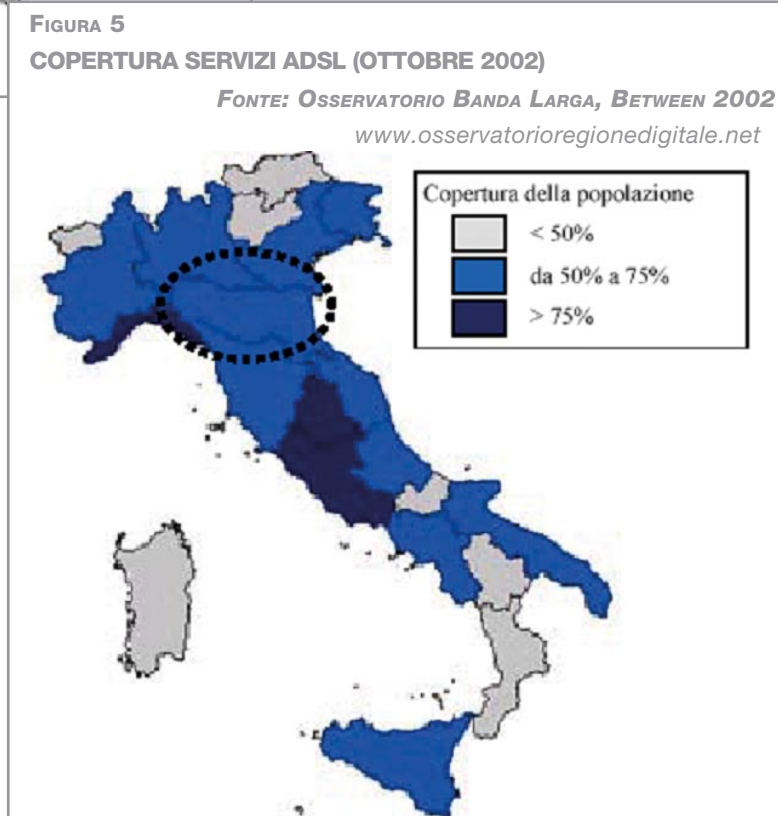 FIGURA 5
COPERTURA SERVIZI ADSL (OTTOBRE 2002)
FONTE: OSSERVATORIO BANDA LARGA, BETWEEN 2002
www.osservatorioregionedigitale.net
Copertura della popolazione
< 50%
da 50% a 75%
> 75%